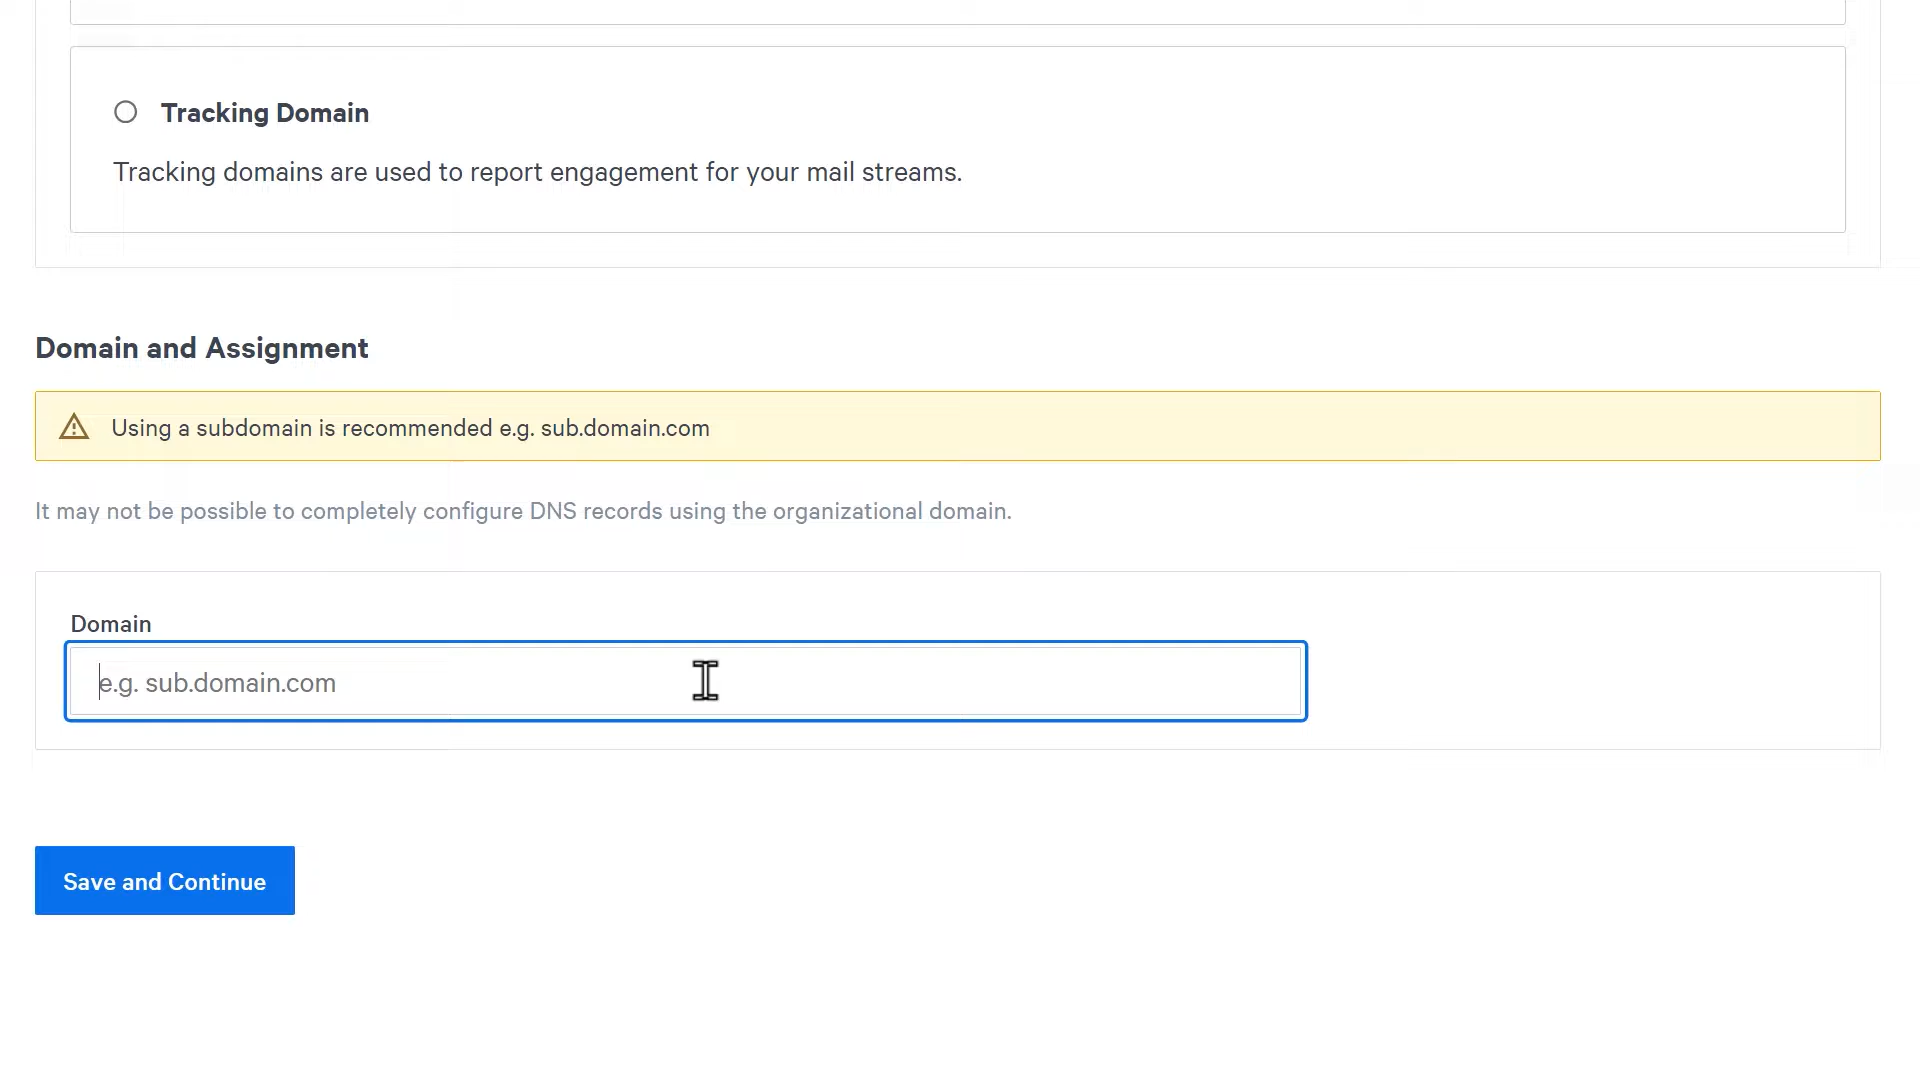 Tracking Domain
Tracking domains are used to report engagement for your mail streams.
Domain and Assignment
Using a subdomain is recommended e.g. sub.domain.com
It may not be possible to completely configure DNS records using the organizational domain.
Domain
e.g. sub.domain.com
Save and Continue